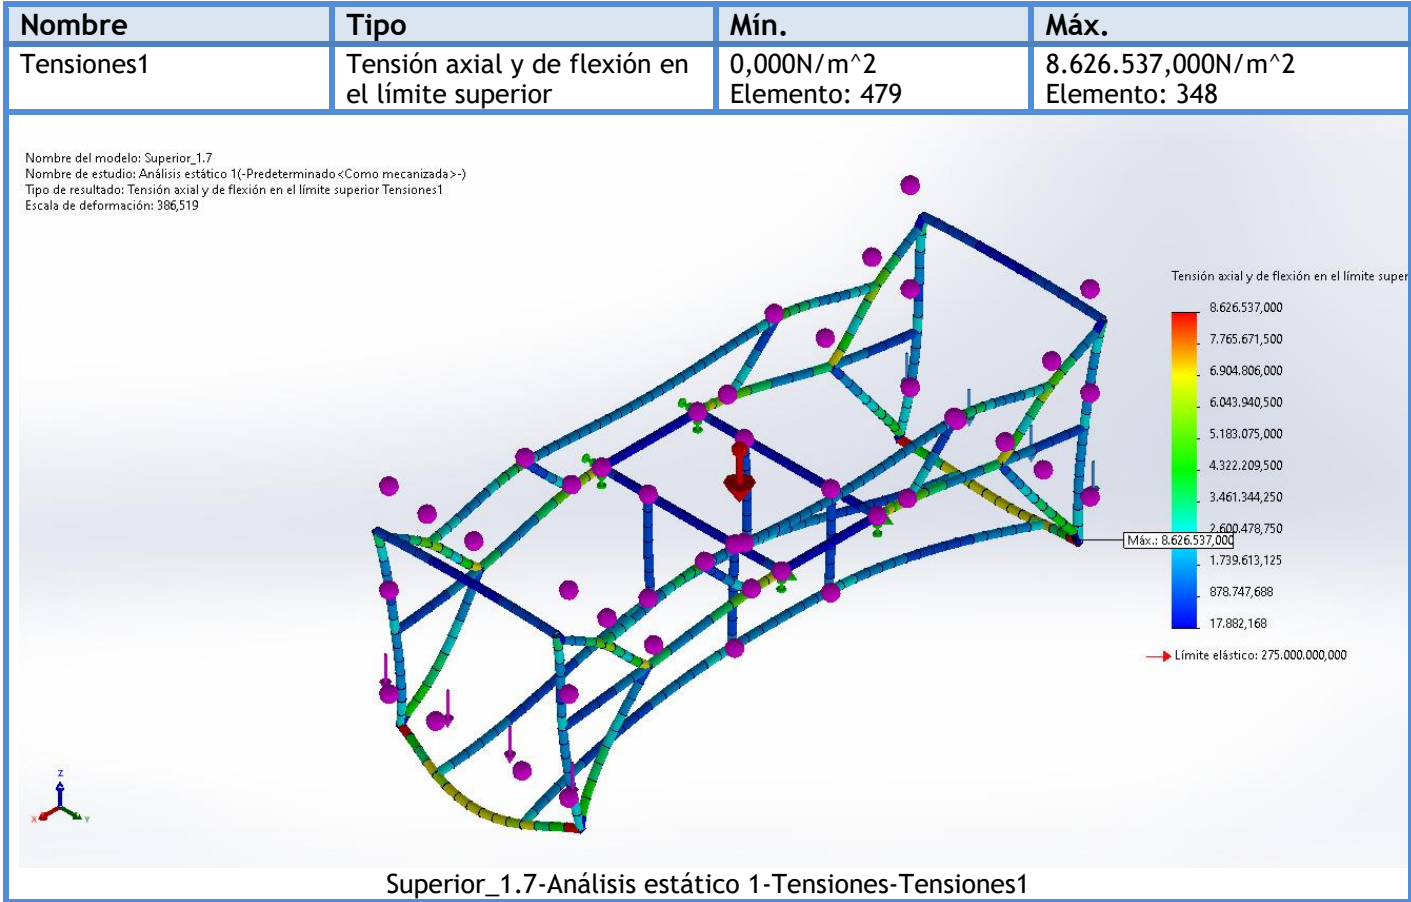 Nombre Tipo Mín. Máx.
Tensiones1 Tensión axial y de flexión en 0,000N/m^2 8.626.537,000N/m^2
el límite superior Elemento: 479 Elemento: 348
Nombre del modelo: Superior_1.7
Nombre de estudio: Análisis estático 1(-Predeterminado<Como mecanizada>-)
Tipo de resultado: Tensión axial y de flexión en el límite superior Tensiones1
Escala de deformación: 386,519
Tensión axial y de flexión en el límite super
8.626.537,000
7.765.671,500
6.904.806,000
6.043.940,500
5.183.075,000
4.322.209,500
3.461.344,250
2.600.478,750
Máx.: 8.626.537,000
1.739.613,125
878.747,688
17.882,168
Límite elástico: 275.000.000,000
z
x
y
Superior_1.7-Análisis estático 1-Tensiones-Tensiones1